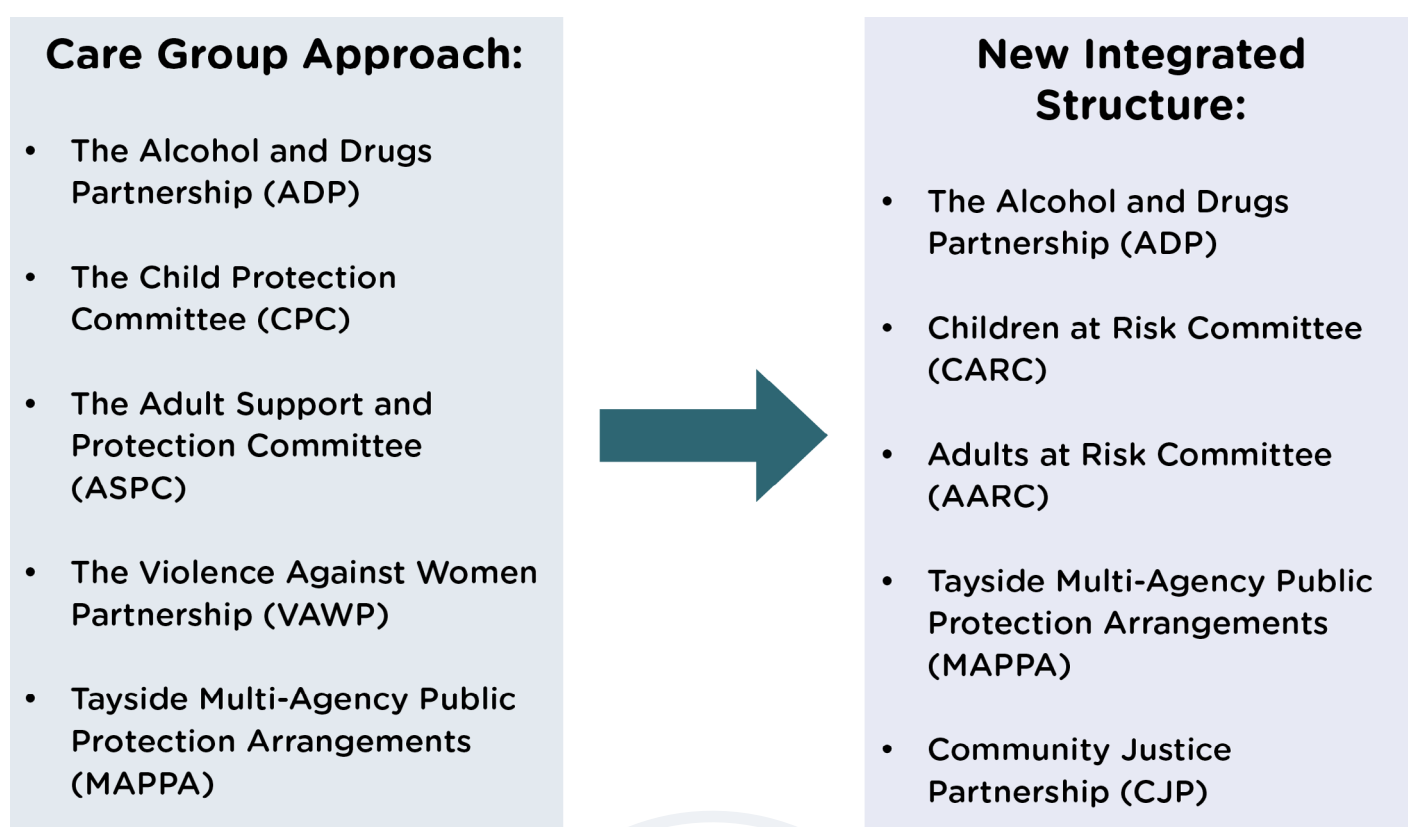 Care Group Approach:
• The Alcohol and Drugs
Partnership (ADP)
• The Child Protection
Committee (CPC)
• The Adult Support and
Protection Committee
(ASPC)
• The Violence Against Women
Partnership (VAWP)
• Tayside Multi-Agency Public
Protection Arrangements
(MAPPA)
New Integrated
Structure:
• The Alcohol and Drugs
Partnership (ADP)
• Children at Risk Committee
(CARC)
• Adults at Risk Committee
(AARC)
• Tayside Multi-Agency Public
Protection Arrangements
(MAPPA)
• Community Justice
Partnership (CJP)